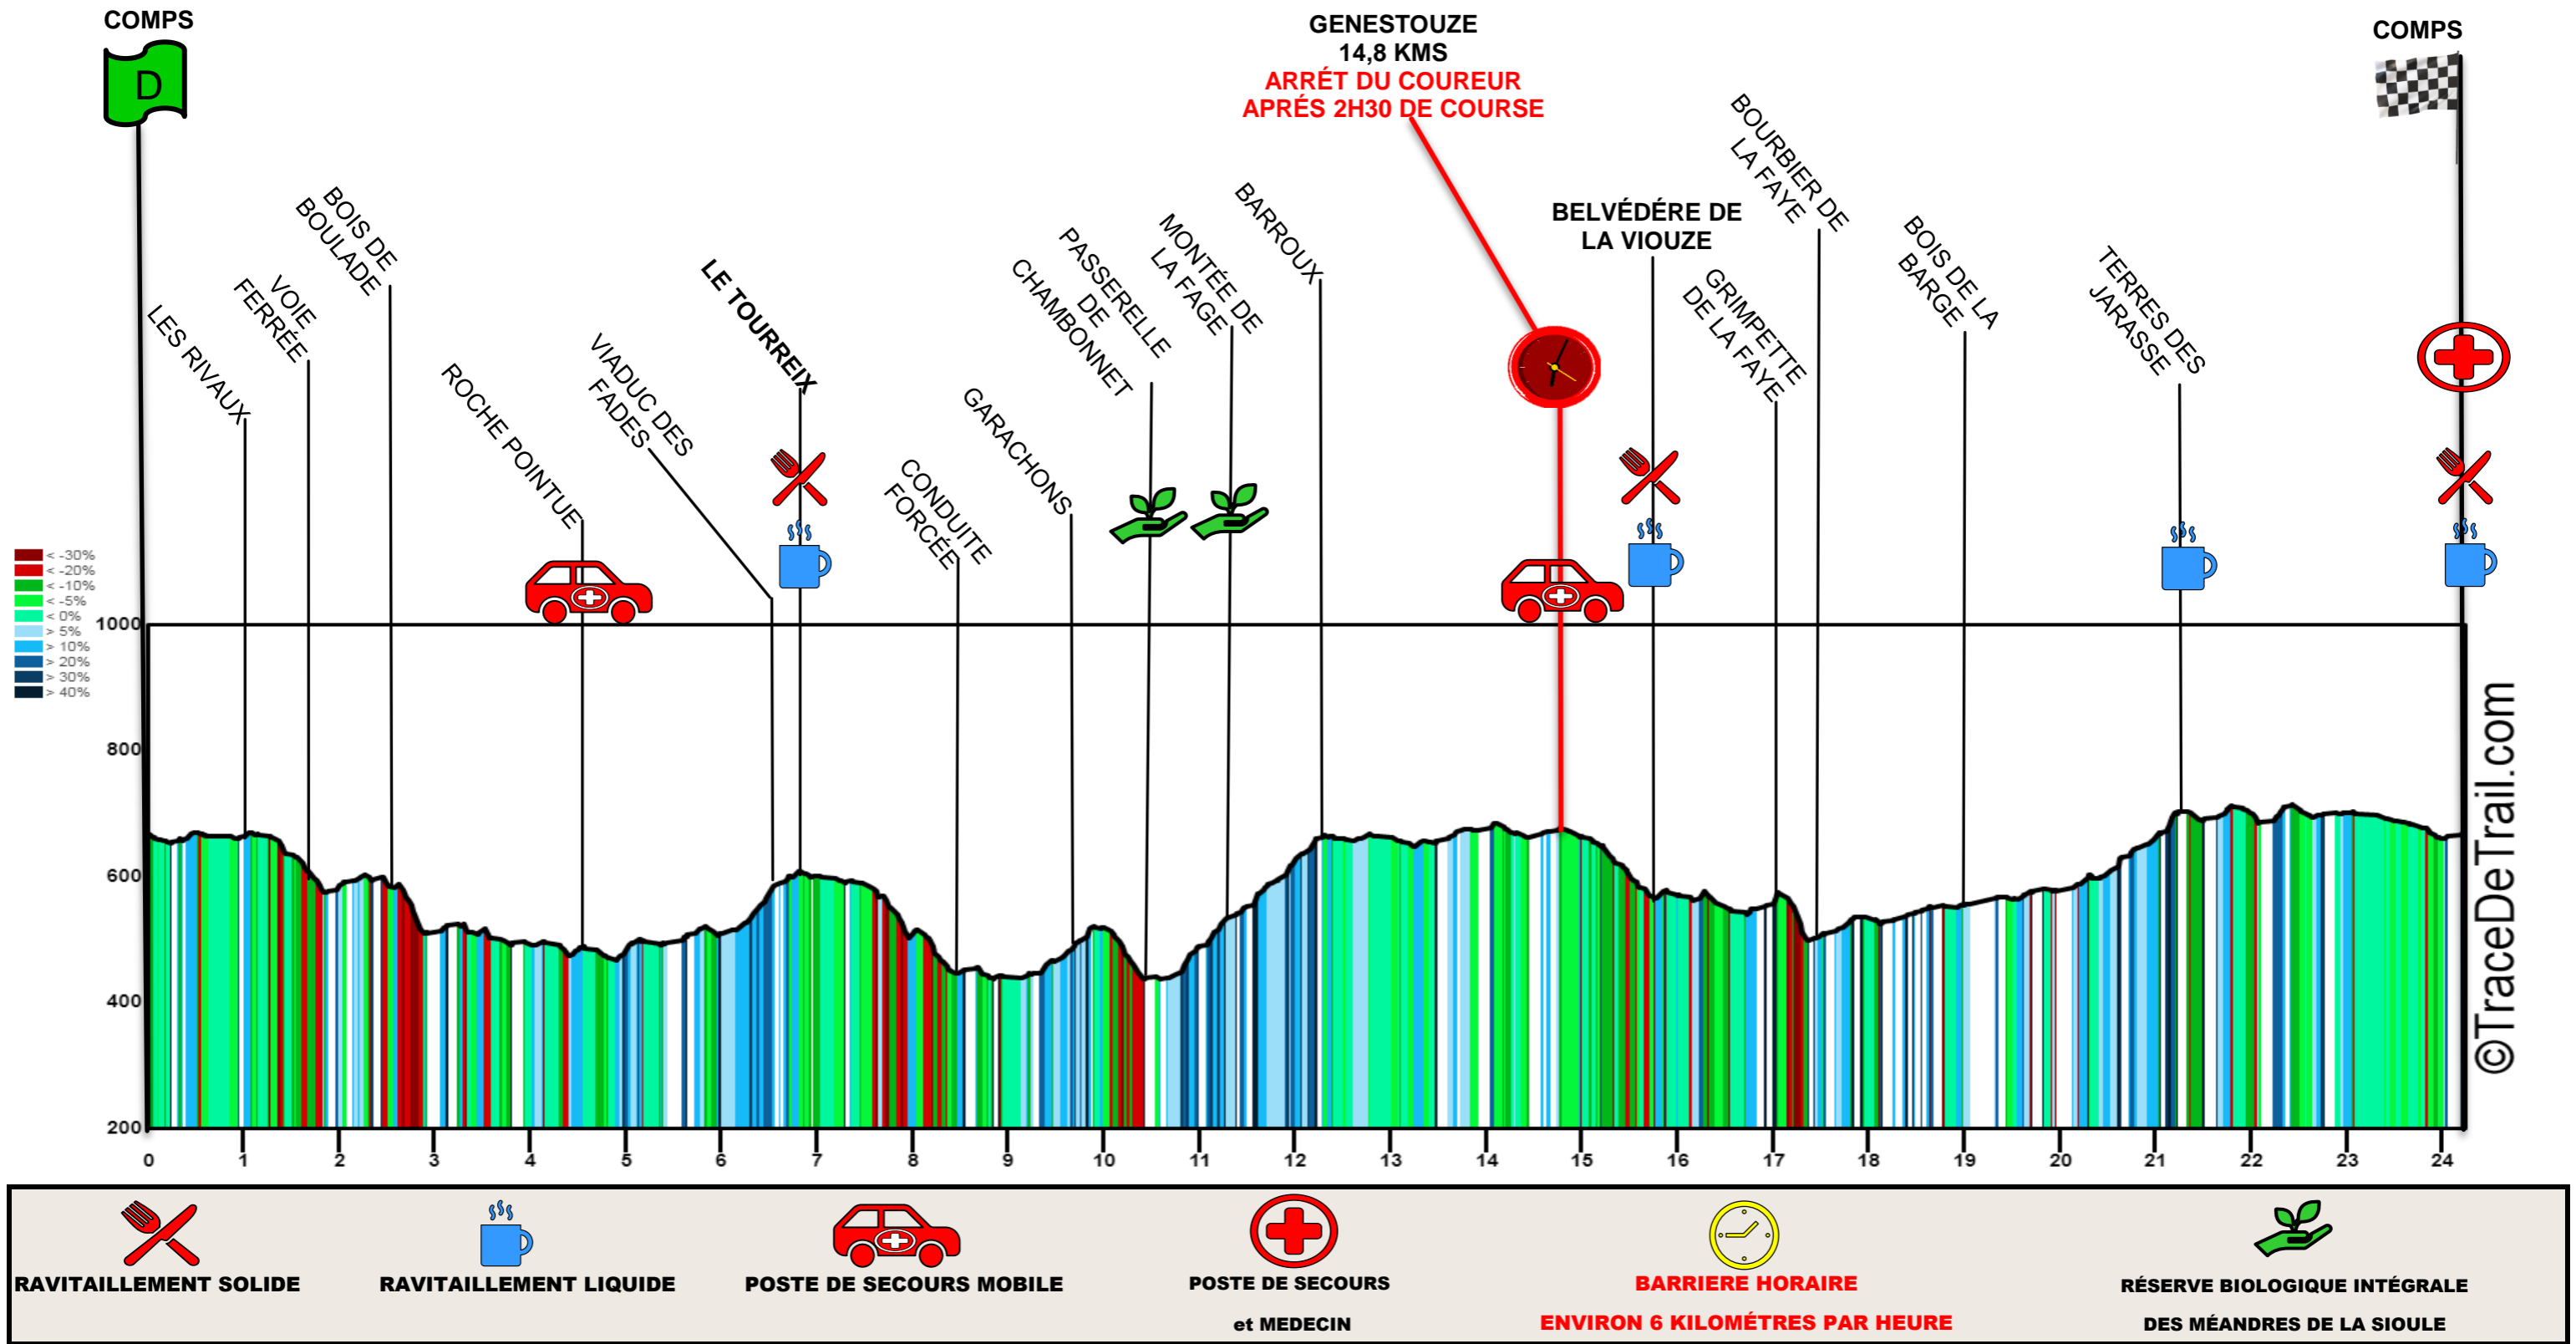 COMPS
D
LES RIVAUX
VOIE
FERRÉE
BOIS DE
BOULADE
ROCHE POINTUE
VIADUC DES
FADES
LE TOURREIX
CONDUITE
FORCÉE
GARACHONS
PASSERELLE
DE
CHAMBONNET
MONTÉE DE
LA FAGE
BARROUX
GENESTOUZE
14,8 KMS
ARRÉT DU COUREUR
APRÉS 2H30 DE COURSE
BELVÉDÉRE DE
LA VIOUZE
GRIMPETTE
DE LA FAYE
BOURBIER DE
LA FAYE
BOIS DE LA
BARGE
TERRES DES
JARASSE
COMPS
< -30%
< -20%
< -10%
< -5%
< 0%
> 5%
> 10%
> 20%
> 30%
> 40%
1000
800
600
400
200
0 1 2 3 4 5 6 7 8 9 10 11 12 13 14 15 16 17 18 19 20 21 22 23 24
©TraceDeTrail.com
RAVITAILLEMENT SOLIDE
RAVITAILLEMENT LIQUIDE
POSTE DE SECOURS MOBILE
POSTE DE SECOURS
et MEDECIN
BARRIERE HORAIRE
ENVIRON 6 KILOMÉTRES PAR HEURE
RÉSERVE BIOLOGIQUE INTÉGRALE
DES MÉANDRES DE LA SIOULE